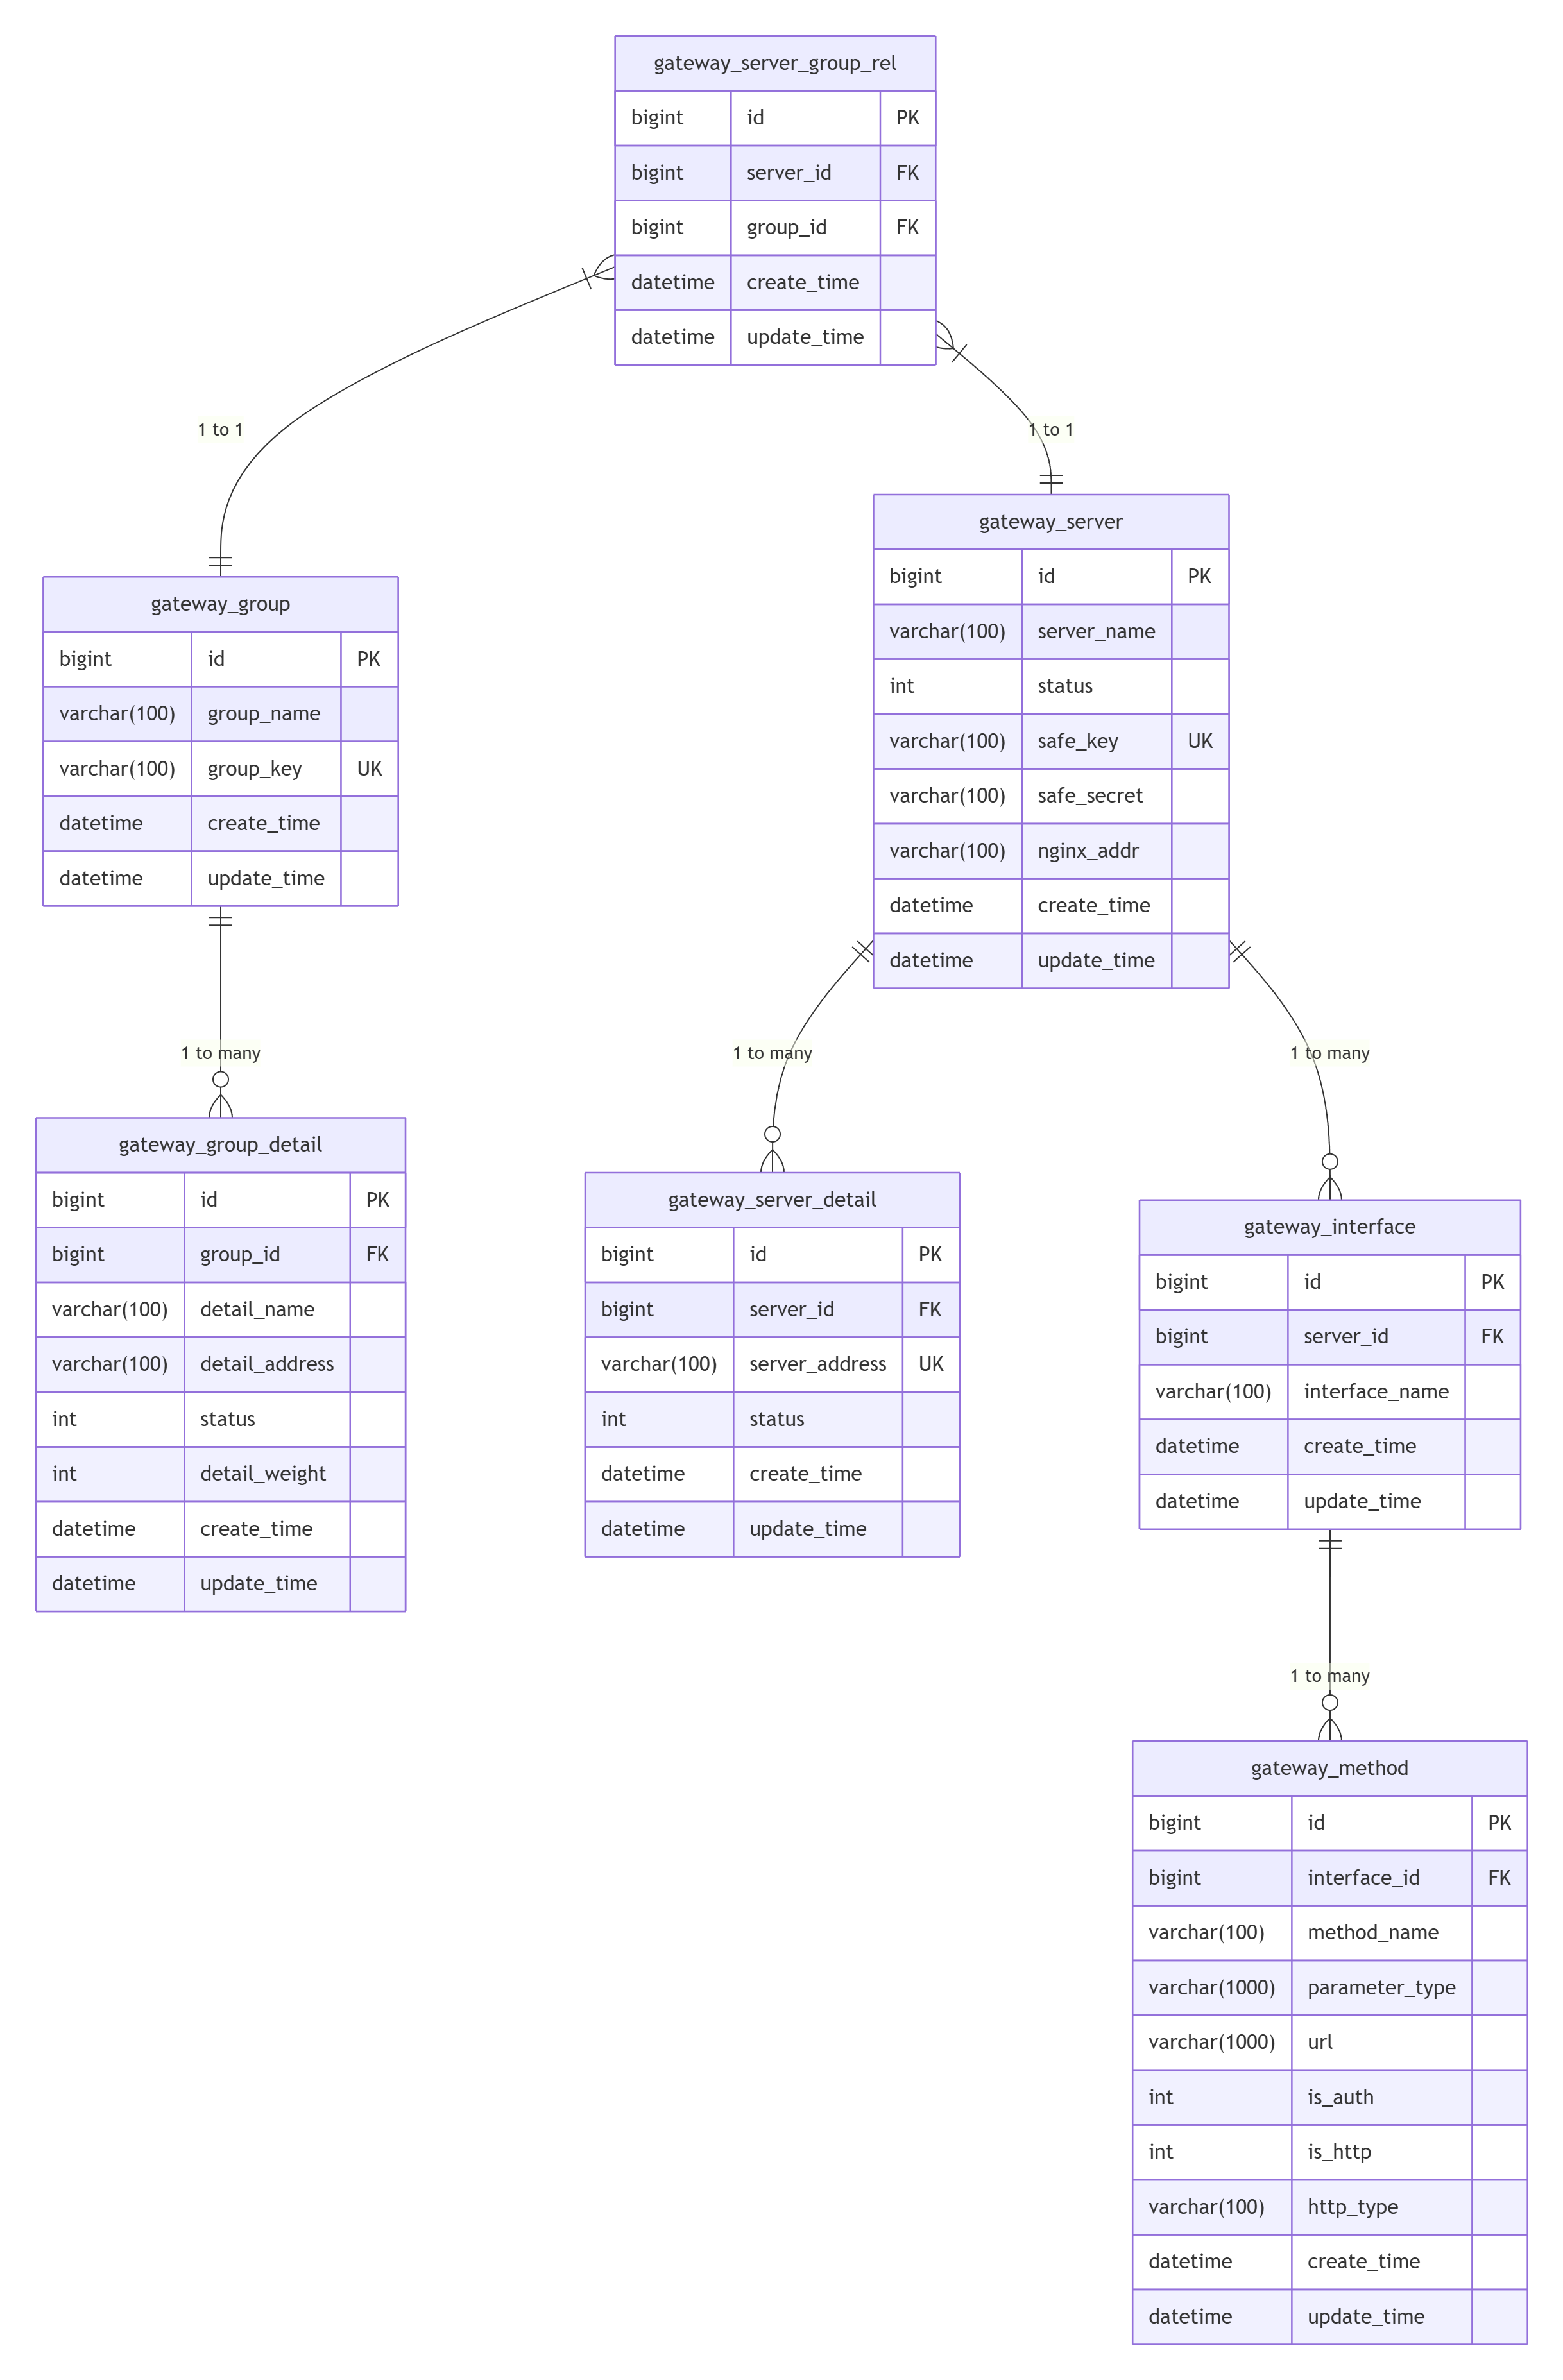 gateway_server_group_rel
bigint id PK
bigint server_id FK
bigint group_id FK
datetime create_time
datetime update_time
1 to 1
1 to 1
gateway_group
bigint id PK
varchar(100) group_name
varchar(100) group_key UK
datetime create_time
datetime update_time
gateway_server
bigint id PK
varchar(100) server_name
int status
varchar(100) safe_key UK
varchar(100) safe_secret
varchar(100) nginx_addr
datetime create_time
datetime update_time
1 to many
1 to many
1 to many
gateway_group_detail
bigint id PK
bigint group_id FK
varchar(100) detail_name
varchar(100) detail_address
int status
int detail_weight
datetime create_time
datetime update_time
gateway_server_detail
bigint id PK
bigint server_id FK
varchar(100) server_address UK
int status
datetime create_time
datetime update_time
gateway_interface
bigint id PK
bigint server_id FK
varchar(100) interface_name
datetime create_time
datetime update_time
1 to many
gateway_method
bigint id PK
bigint interface_id FK
varchar(100) method_name
varchar(1000) parameter_type
varchar(1000) url
int is_auth
int is_http
varchar(100) http_type
datetime create_time
datetime update_time